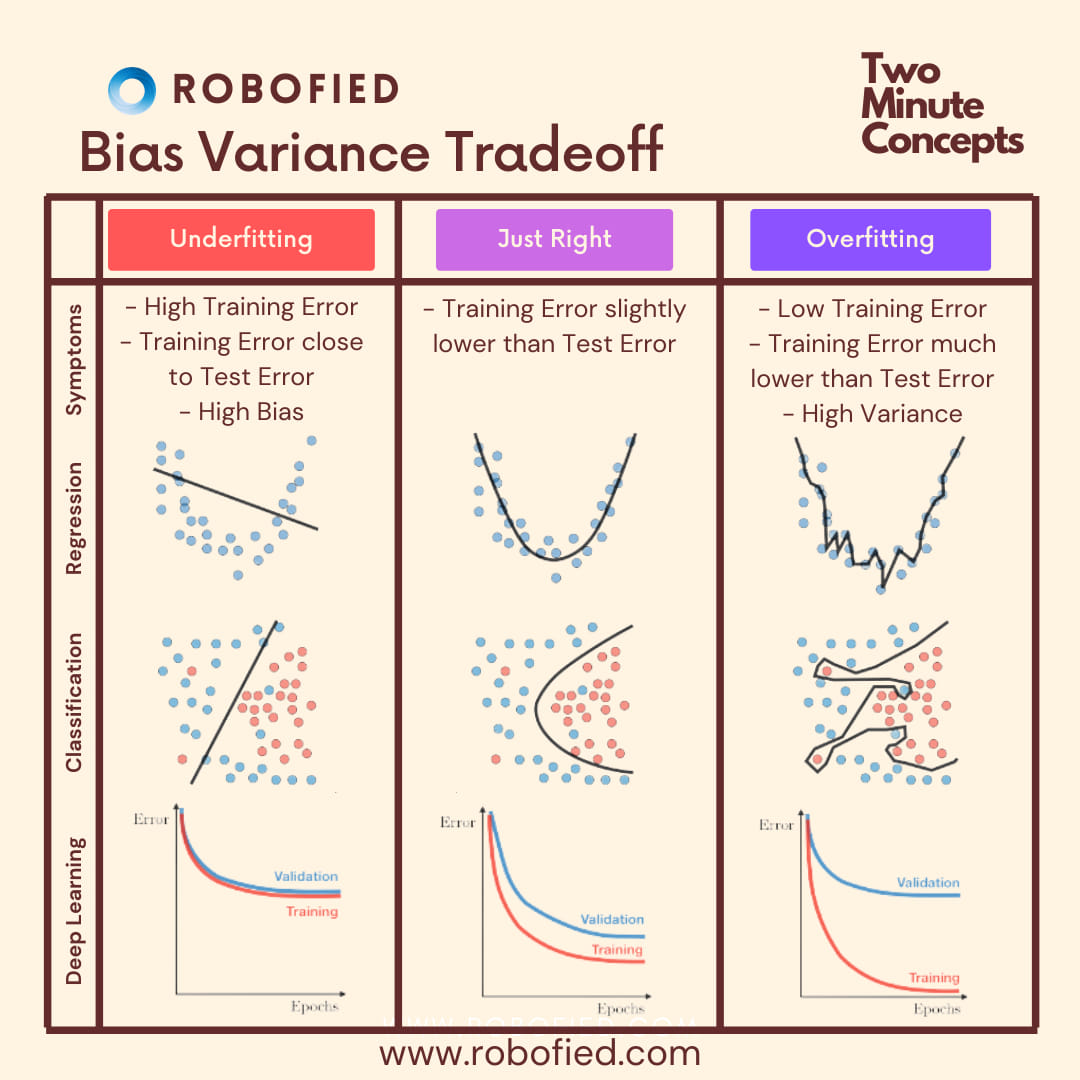 ROBOFIED
Bias Variance Tradeoff
Two
Minute
Concepts
Underfitting
Just Right
Overfitting
Symptoms
- High Training Error
- Training Error close
to Test Error
- High Bias
- Training Error slightly
lower than Test Error
- Low Training Error
- Training Error much
lower than Test Error
- High Variance
Regression
Classification
Deep Learning
Error
Validation
Training
Epochs
Error
Validation
Training
Epochs
Error
Validation
Training
Epochs
WWW.ROBOFIED.COM
www.robofied.com